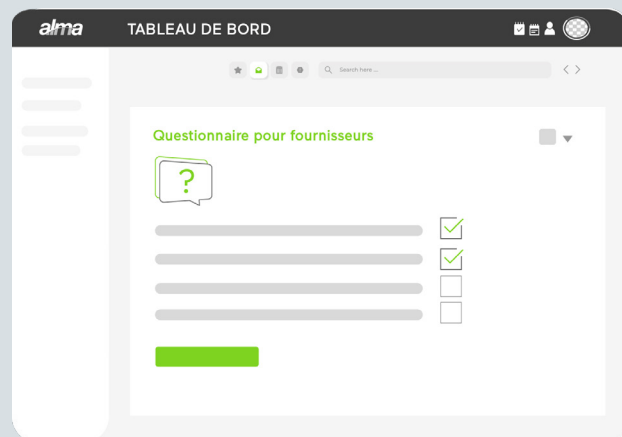 alma TABLEAU DE BORD
Search here ...
Questionnaire pour fournisseurs
?